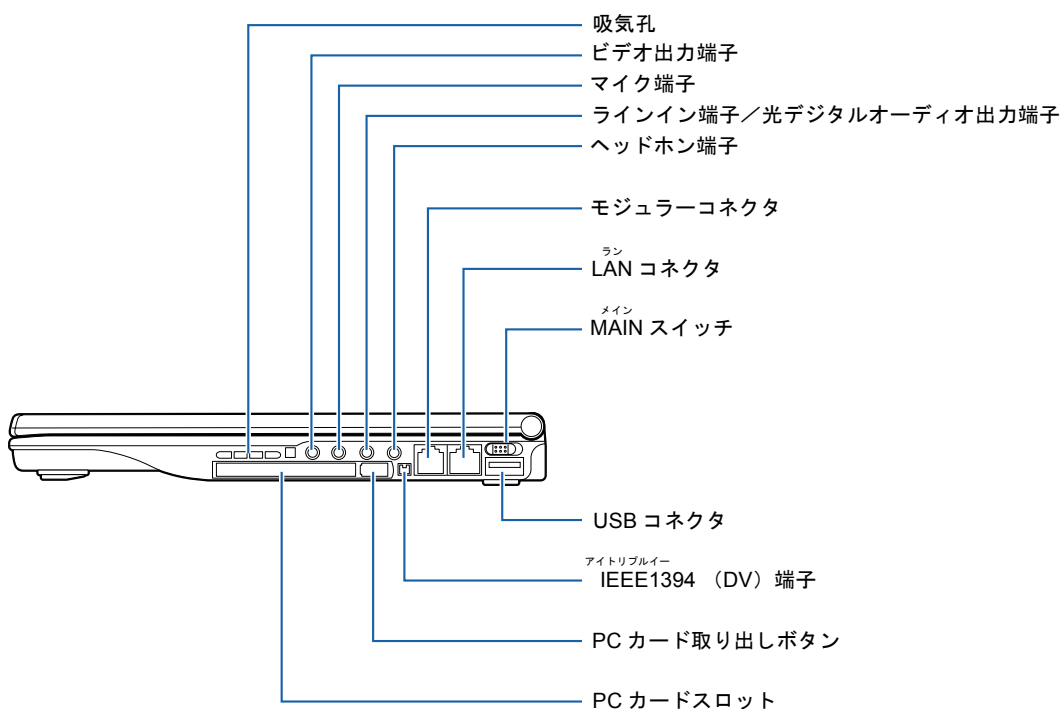 吸気孔
ビデオ出力端子
マイク端子
ラインイン端子／光デジタルオーディオ出力端子
ヘッドホン端子
モジュラーコネクタ
ラン
LAN コネクタ
メイン
MAIN スイッチ
USB コネクタ
アイトリプルイー
IEEE1394 （DV）端子
PC カード取り出しボタン
PC カードスロット